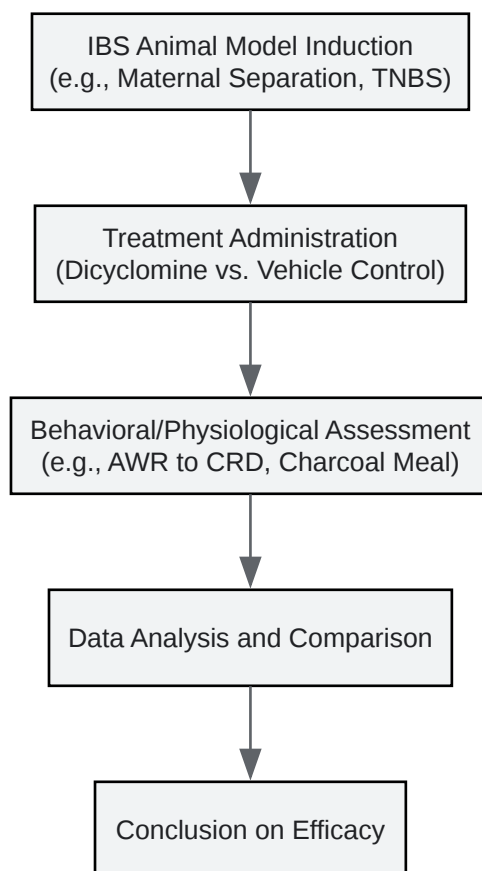 IBS Animal Model Induction
(e.g., Maternal Separation, TNBS)
Treatment Administration
(Dicyclomine vs. Vehicle Control)
Behavioral/Physiological Assessment
(e.g., AWR to CRD, Charcoal Meal)
Data Analysis and Comparison
Conclusion on Efficacy